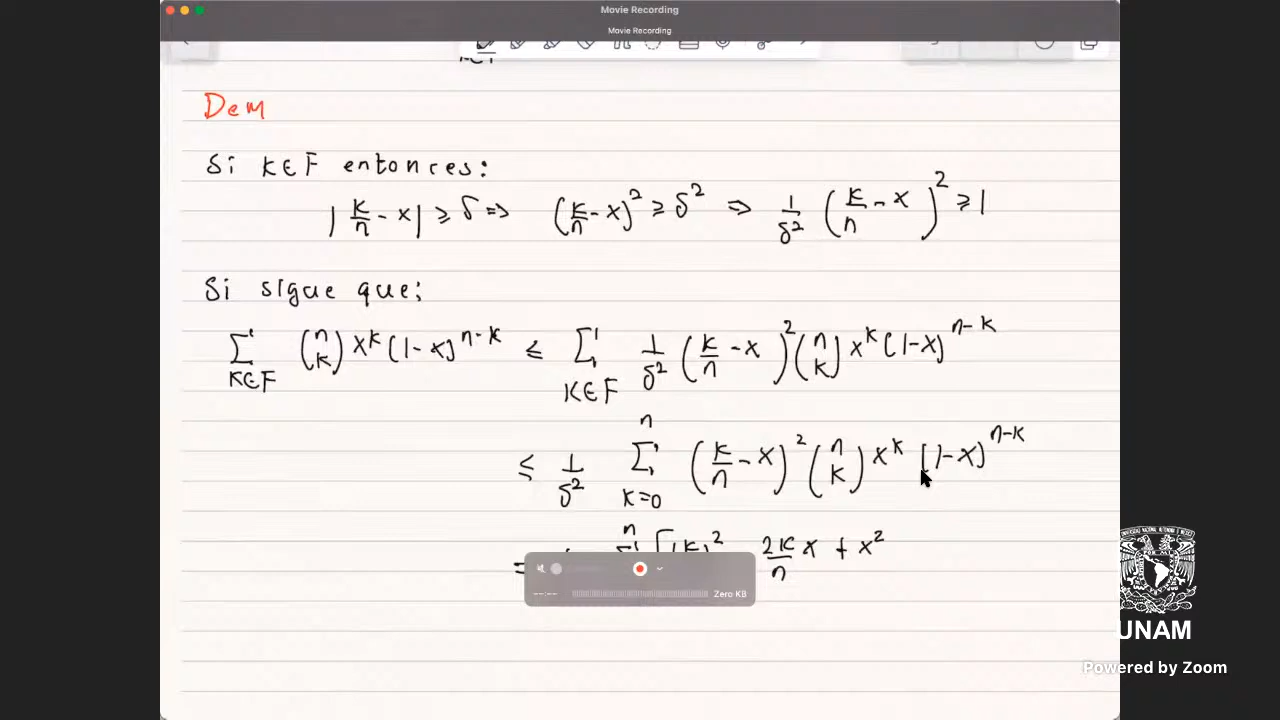 Movie Recording
Movie Recording
Dem
Si K∈F entonces:
|k/n - x| ≥ δ ⇒ (k/n - x)² ≥ δ² ⇒ 1/δ² (k/n - x)² ≥ 1
Si sigue que:
∑_{K∈F} (n k) x^k (1-x)^{n-k} ≤ ∑_{K∈F} 1/δ² (k/n - x)² (n k) x^k (1-x)^{n-k}
≤ 1/δ² ∑_{k=0}^{n} (k/n - x)² (n k) x^k (1-x)^{n-k}
= n [(k)² 2k/n x + x²
--:-- Zero KB
UNAM
Powered by Zoom